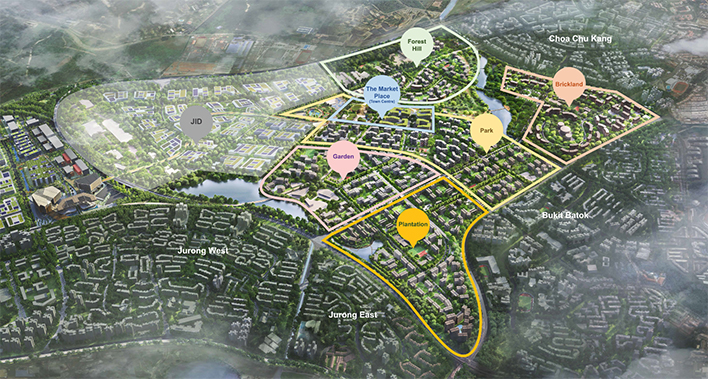 Choa Chu Kang
Forest
Hill
Brickland
The Market
Place
(Town Centre)
JID
Park
Garden
Plantation
Bukit Batok
Jurong West
Jurong East